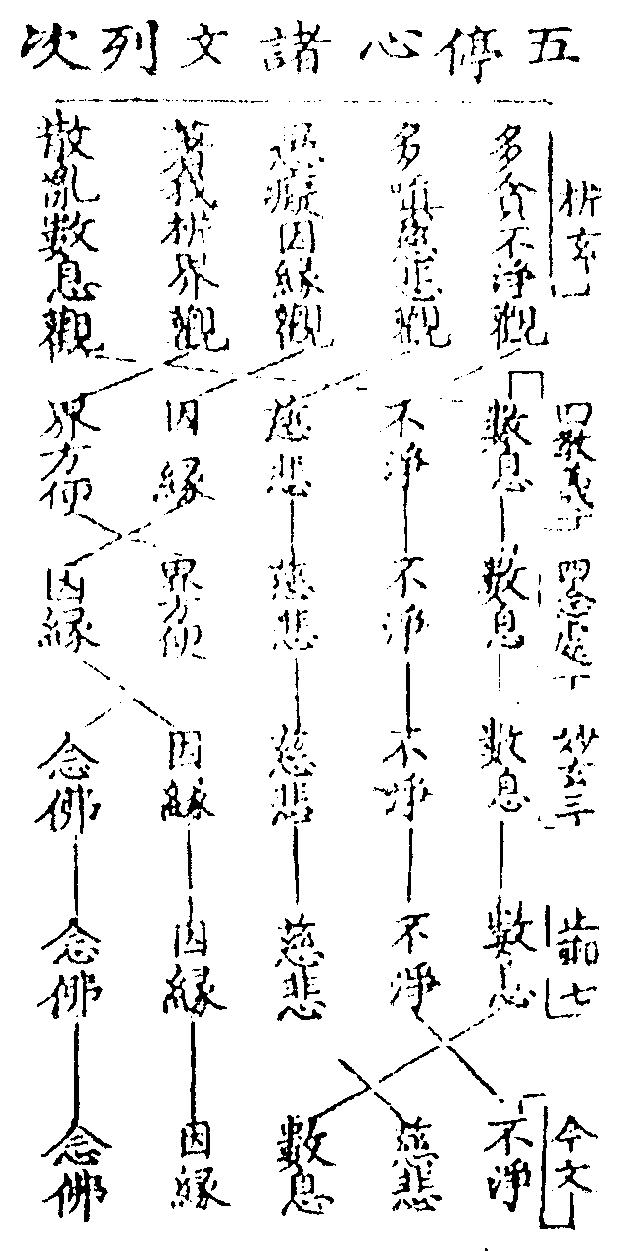 五停心諸文列次
析玄
多貪不淨觀
多嗔慈悲觀
愚癡因緣觀
著我析界觀
散亂數息觀
四教義
數息
不淨
慈悲
因緣
界方便
四念處
數息
不淨
慈悲
界方便
因緣
妙玄三
數息
不淨
慈悲
因緣
念佛
止 七
數息
不淨
慈悲
因緣
念佛
今文
不淨
慈悲
數息
因緣
念佛